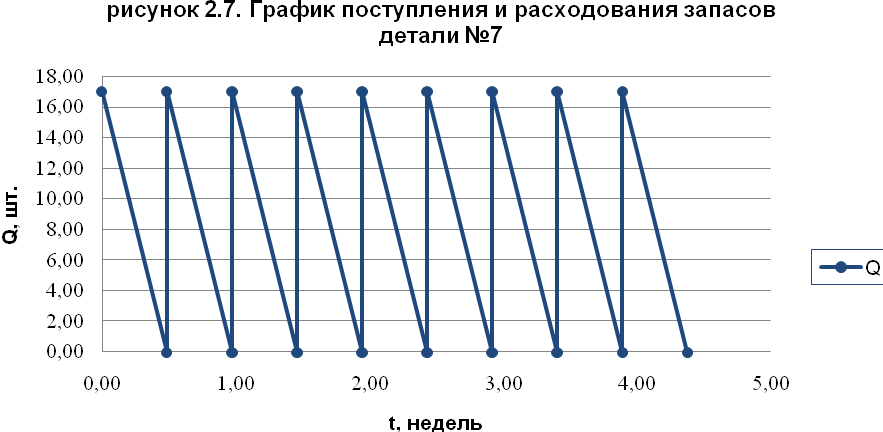 рисунок 2.7. График поступления и расходования запасов
детали №7
18,00
16,00
14,00
12,00
10,00
8,00
6,00
4,00
2,00
0,00
Q, шт.
0,00 1,00 2,00 3,00 4,00 5,00
t, недель
Q